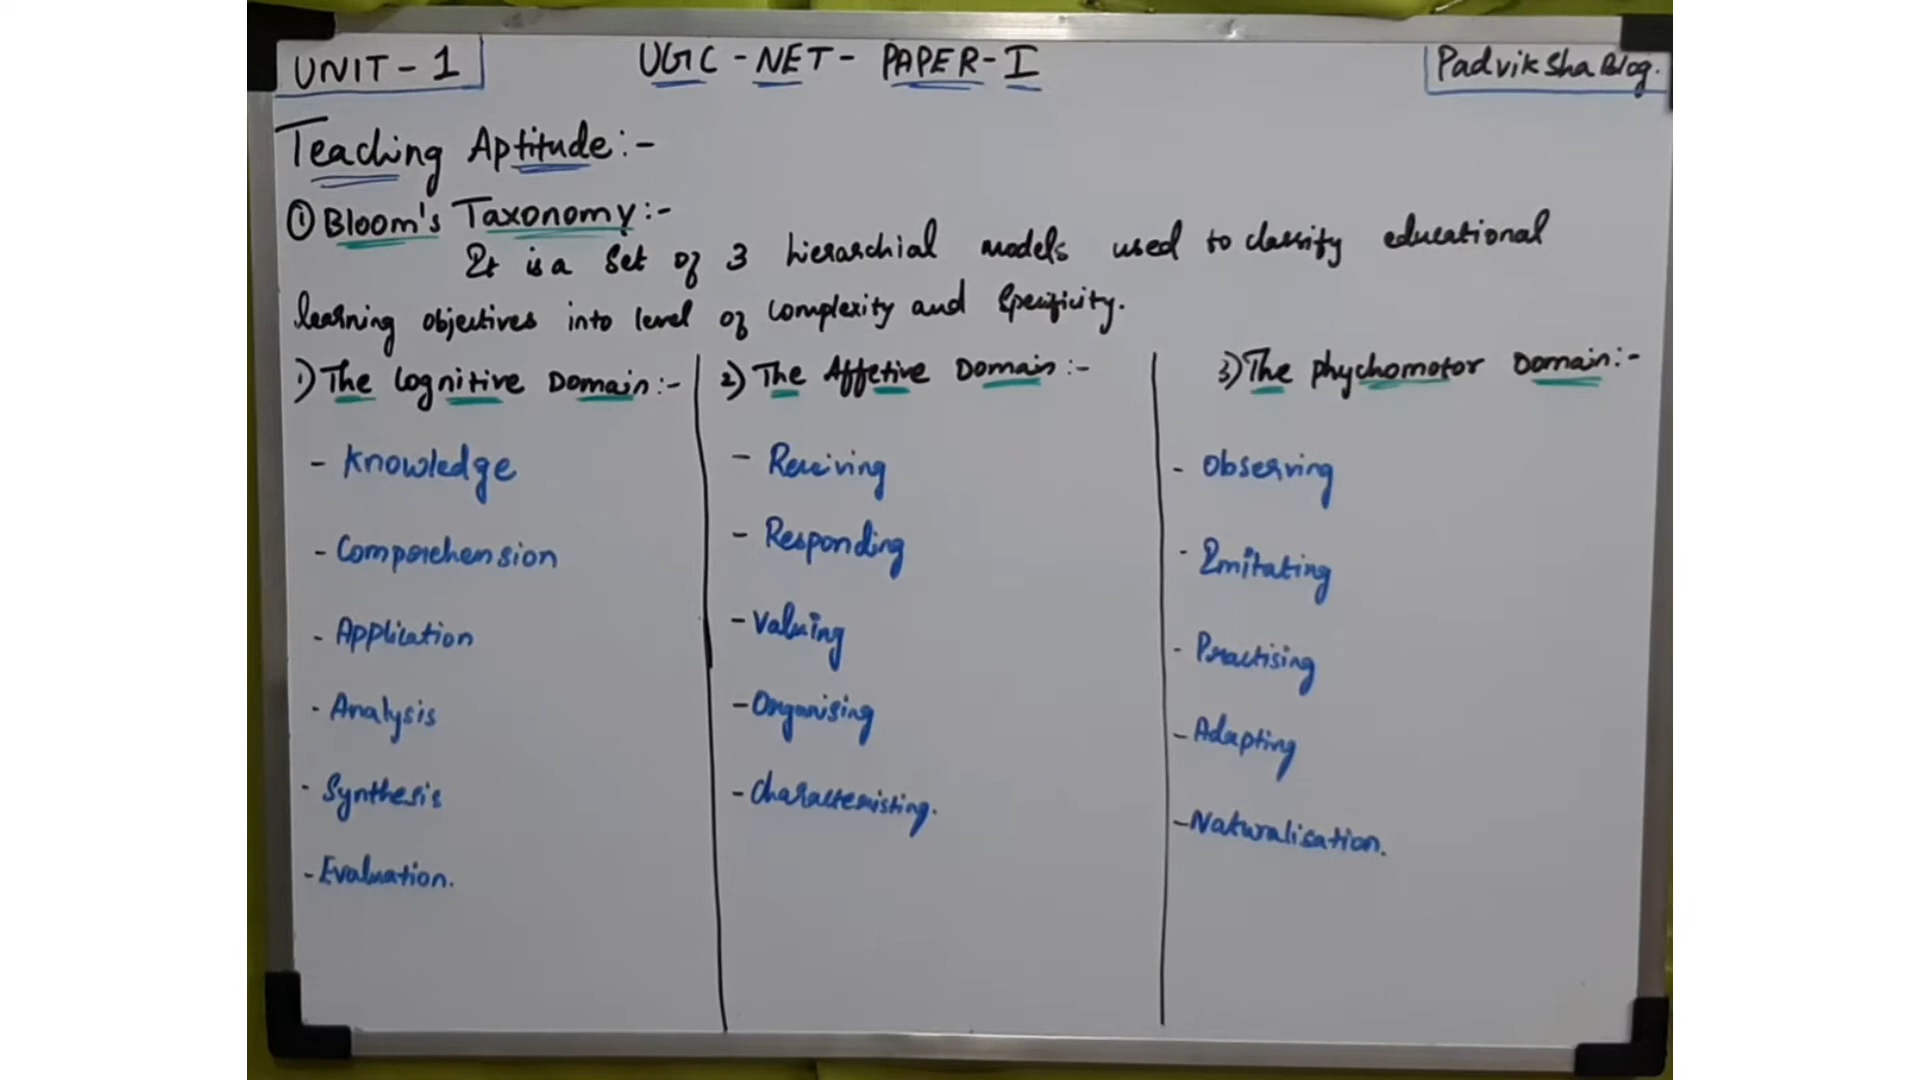 UNIT-1
UGC-NET-PAPER-I
Padviksha Blog.
Teaching Aptitude:-
① Bloom's Taxonomy:-
It is a set of 3 hierarchial models used to classify educational
learning objectives into level of complexity and specificity.
1) The Cognitive Domain:-
- Knowledge
- Comprehension
- Application
- Analysis
- Synthesis
- Evaluation.
2) The Affetive Domain:-
- Receiving
- Responding
- Valuing
- Organising
- Characteristing.
3) The phychomotor Domain:-
- Observing
- Imitating
- Practising
- Adapting
- Naturalisation.